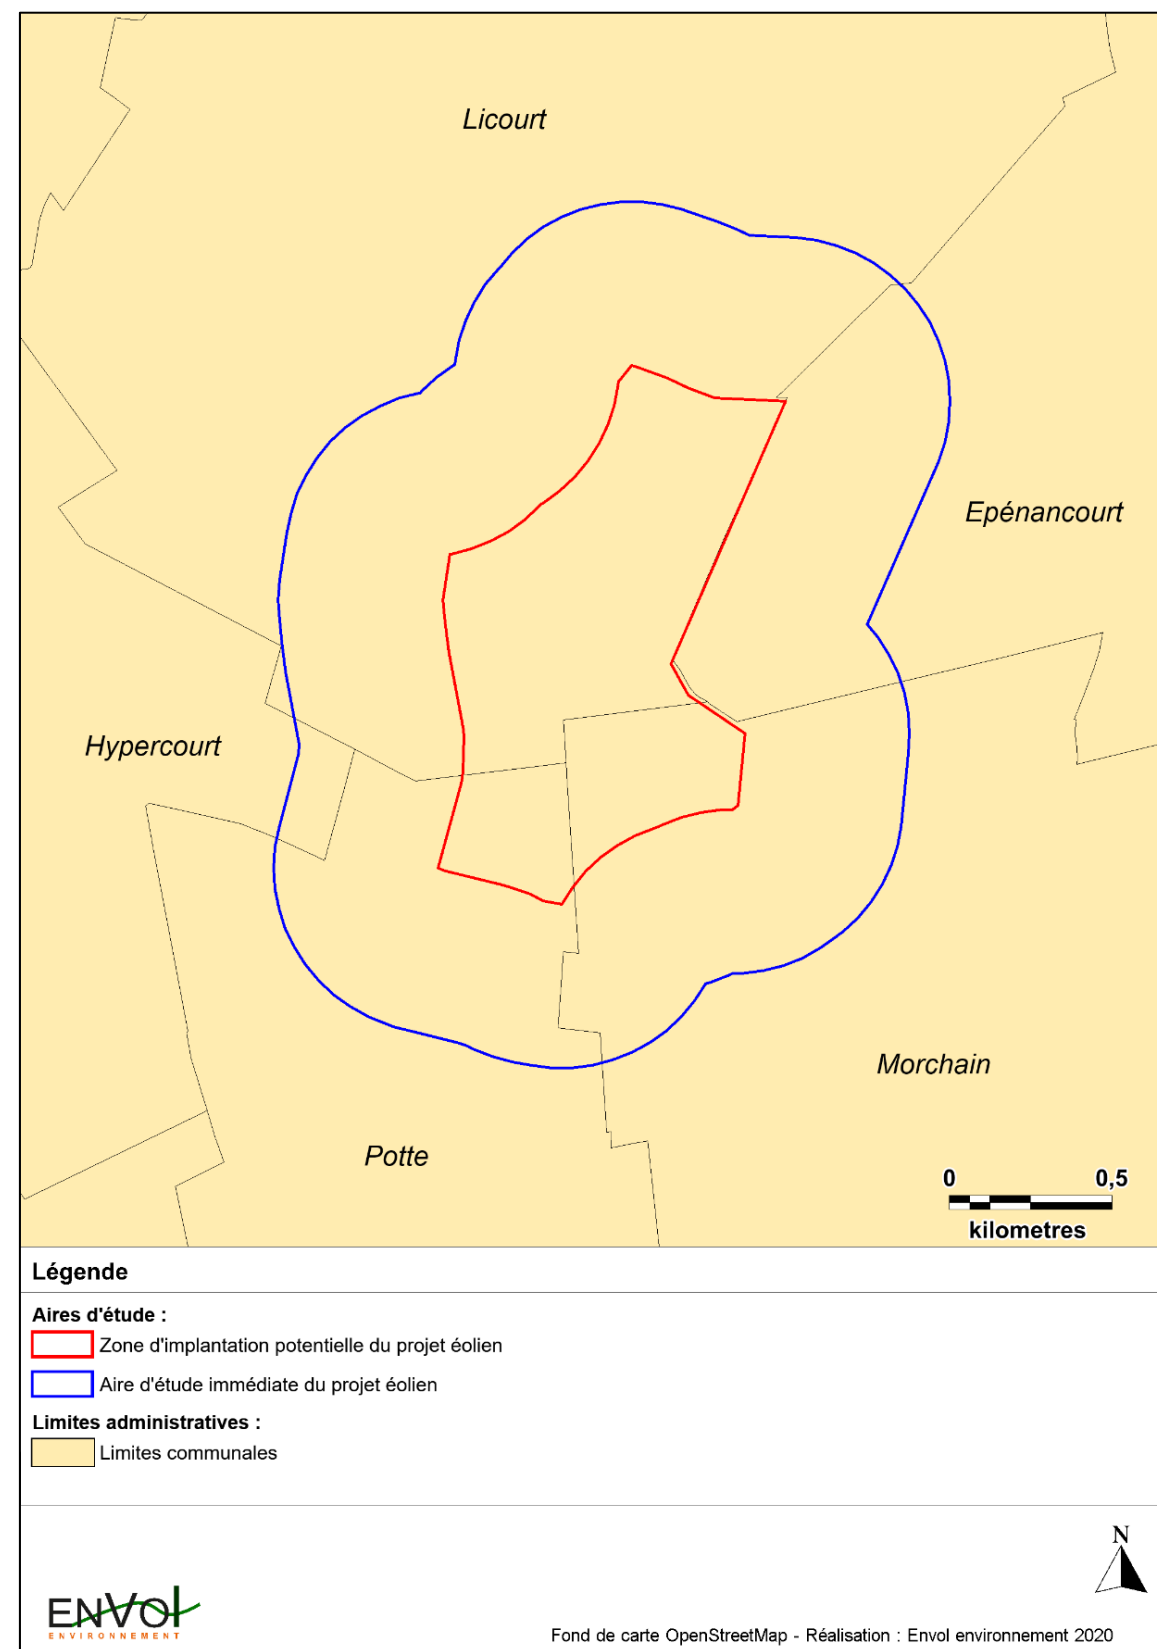 Licourt
Epénancourt
Hypercourt
Morchain
Potte
0 0,5
kilometres
Légende
Aires d'étude :
Zone d'implantation potentielle du projet éolien
Aire d'étude immédiate du projet éolien
Limites administratives :
Limites communales
N
ENVOl
ENVIRONNEMENT
Fond de carte OpenStreetMap - Réalisation : Envol environnement 2020